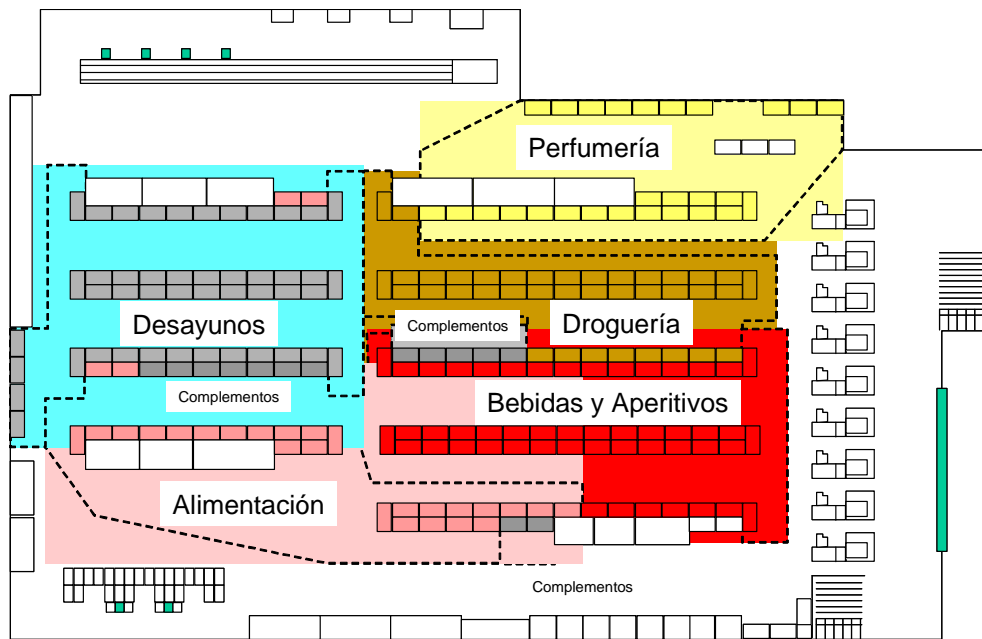 Perfumería
Desayunos
Complementos
Droguería
Complementos
Bebidas y Aperitivos
Alimentación
Complementos